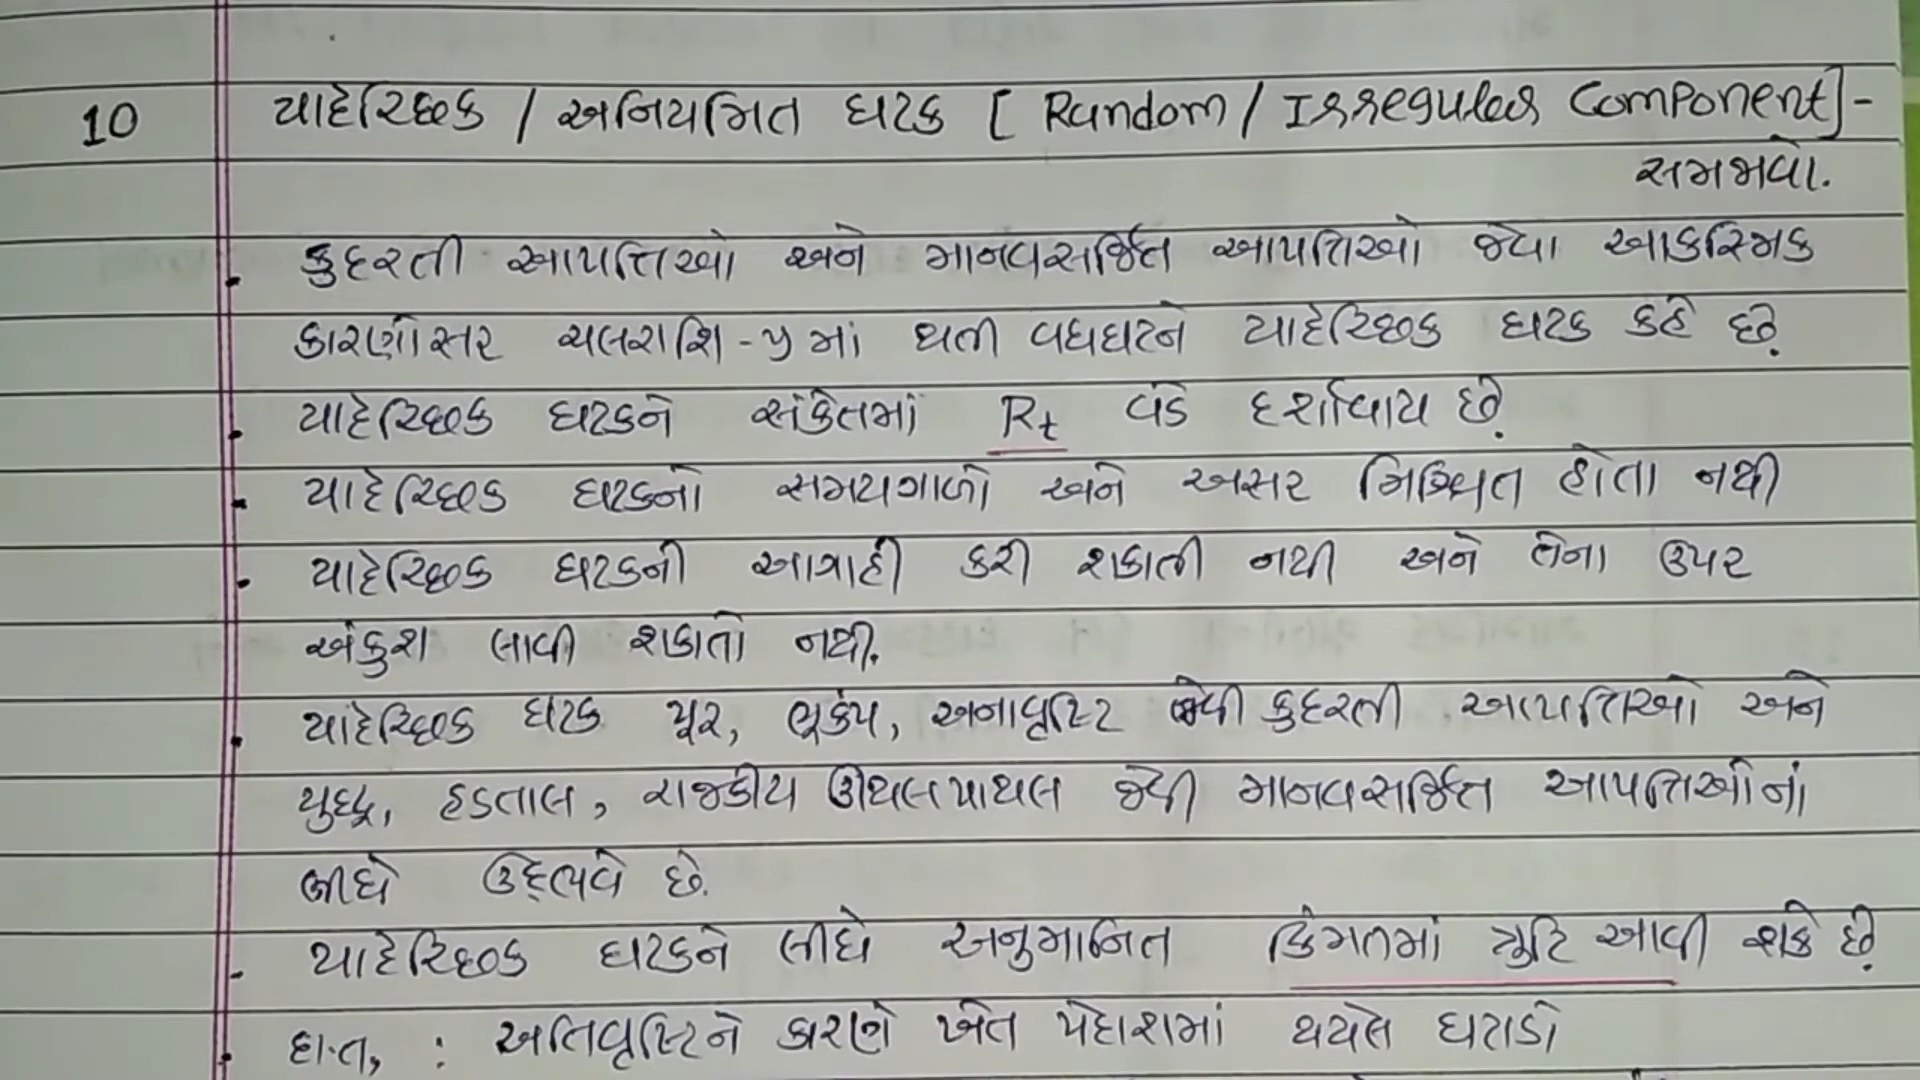 10 યાદૈચ્છિક / અનિયમિત ઘટક [ Random / Irregular Component] -
સમજાવો.
કુદરતી આપત્તિઓ અને માનવસર્જિત આપત્તિઓ જેવા આકસ્મિક
કારણોસર ચલરાશિ - y માં થતી વધઘટને યાદૈચ્છિક ઘટક કહે છે.
યાદૈચ્છિક ઘટકને સંકેતમાં Rt વડે દર્શાવાય છે.
યાદૈચ્છિક ઘટકનો સમયગાળો અને અસર નિશ્ચિત હોતા નથી
યાદૈચ્છિક ઘટકની આગાહી કરી શકાતી નથી અને તેના ઉપર
અંકુશ લાવી શકાતો નથી.
યાદૈચ્છિક ઘટક પૂર, ભૂકંપ, અનાવૃષ્ટિ જેવી કુદરતી આપત્તિઓ અને
યુદ્ધ, હડતાલ, રાજકીય ઊથલપાથલ જેવી માનવસર્જિત આપત્તિઓનાં
લીધે ઉદ્દભવે છે.
યાદૈચ્છિક ઘટકને લીધે અનુમાનિત કિંમતમાં ત્રુટિ આવી શકે છે.
દા.ત, : અતિવૃષ્ટિને કારણે ખેત પેદાશમાં થયેલ ઘટાડો